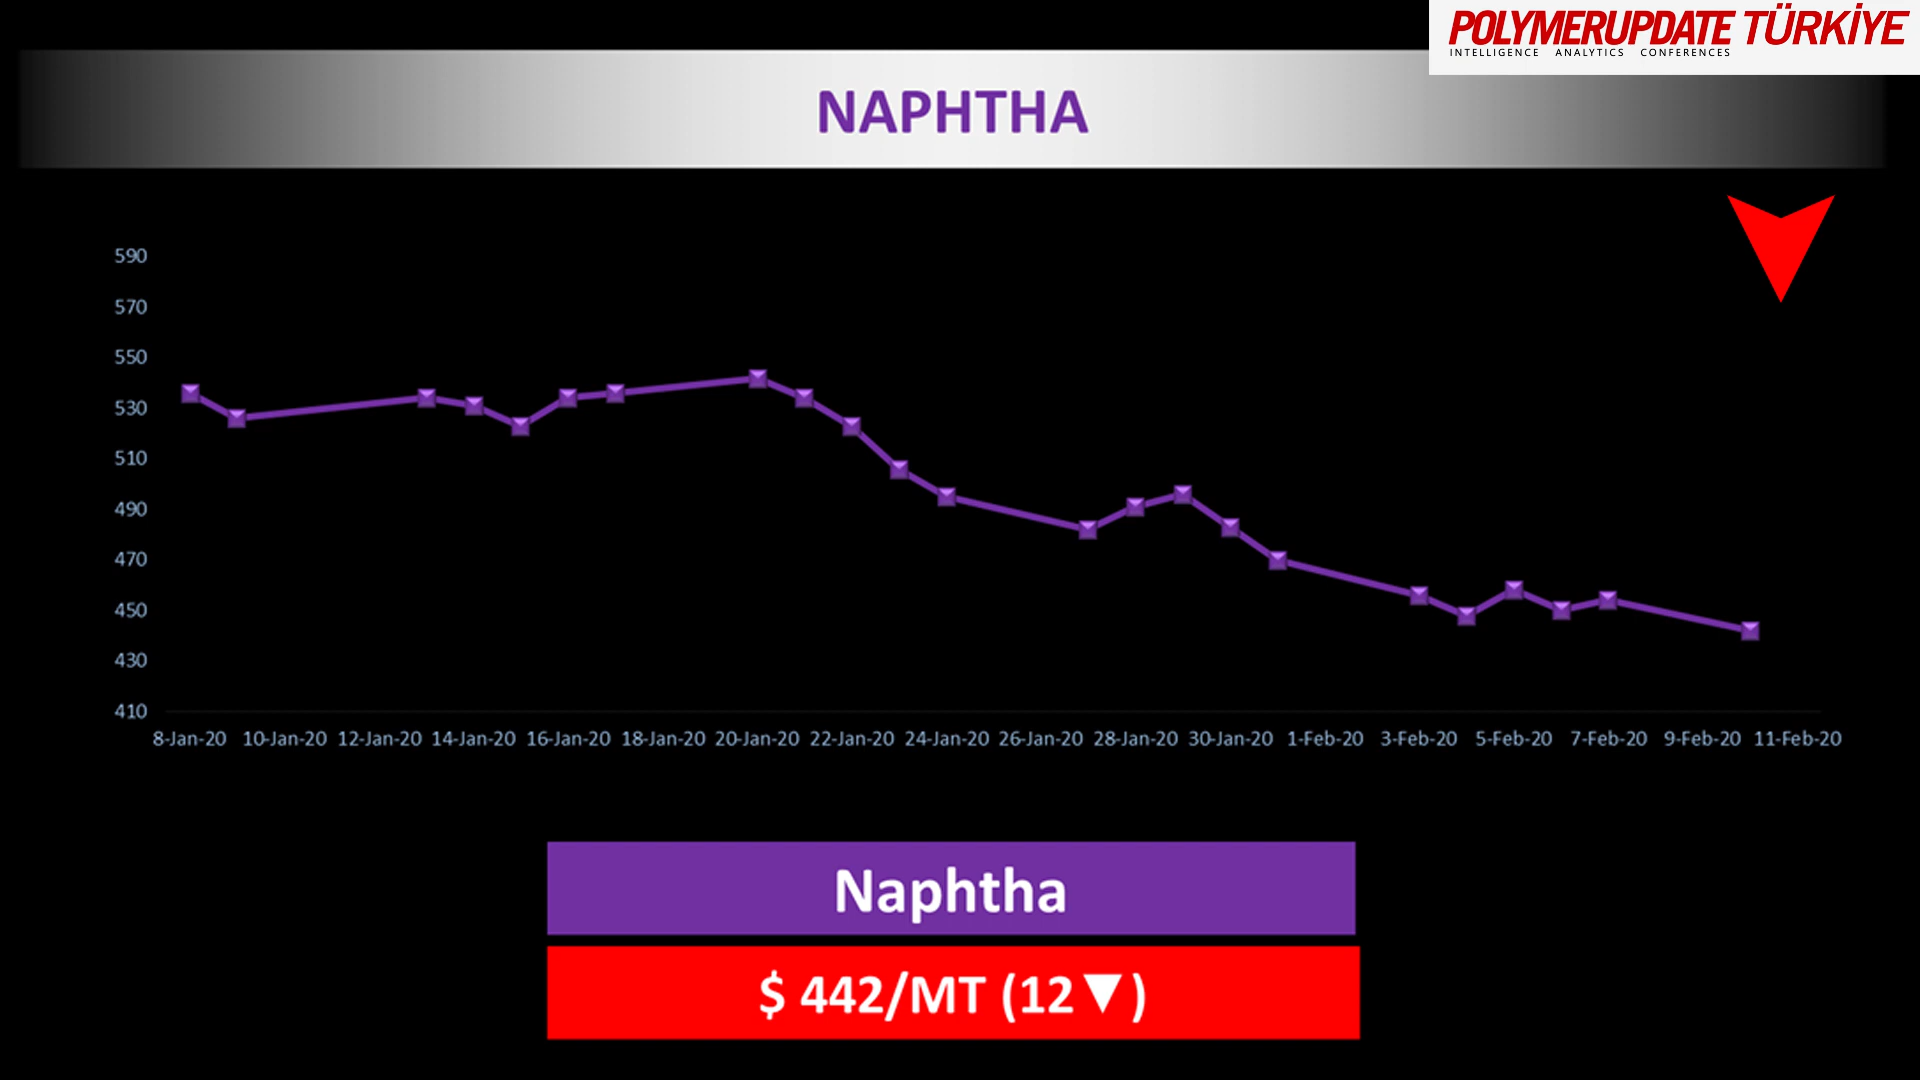 POLYMERUPDATE TÜRKİYE
INTELLIGENCE ANALYTICS CONFERENCES
NAPHTHA
590
570
550
530
510
490
470
450
430
410
8-Jan-20 10-Jan-20 12-Jan-20 14-Jan-20 16-Jan-20 18-Jan-20 20-Jan-20 22-Jan-20 24-Jan-20 26-Jan-20 28-Jan-20 30-Jan-20 1-Feb-20 3-Feb-20 5-Feb-20 7-Feb-20 9-Feb-20 11-Feb-20
Naphtha
$ 442/MT (12▼)